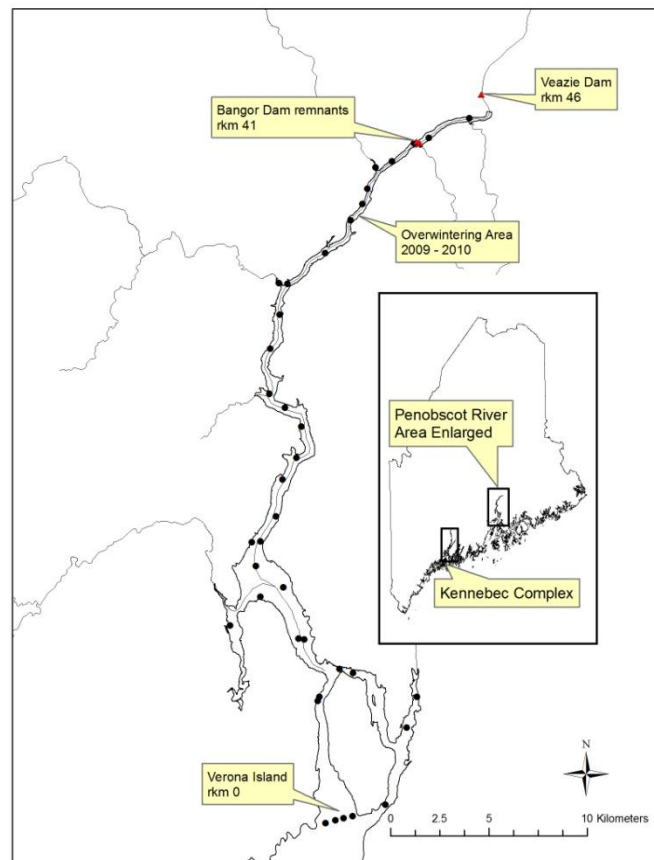 Veazie Dam
rkm 46
Bangor Dam remnants
rkm 41
Overwintering Area
2009 - 2010
Penobscot River
Area Enlarged
Kennebec Complex
Verona Island
rkm 0
N
0 2.5 5 10 Kilometers